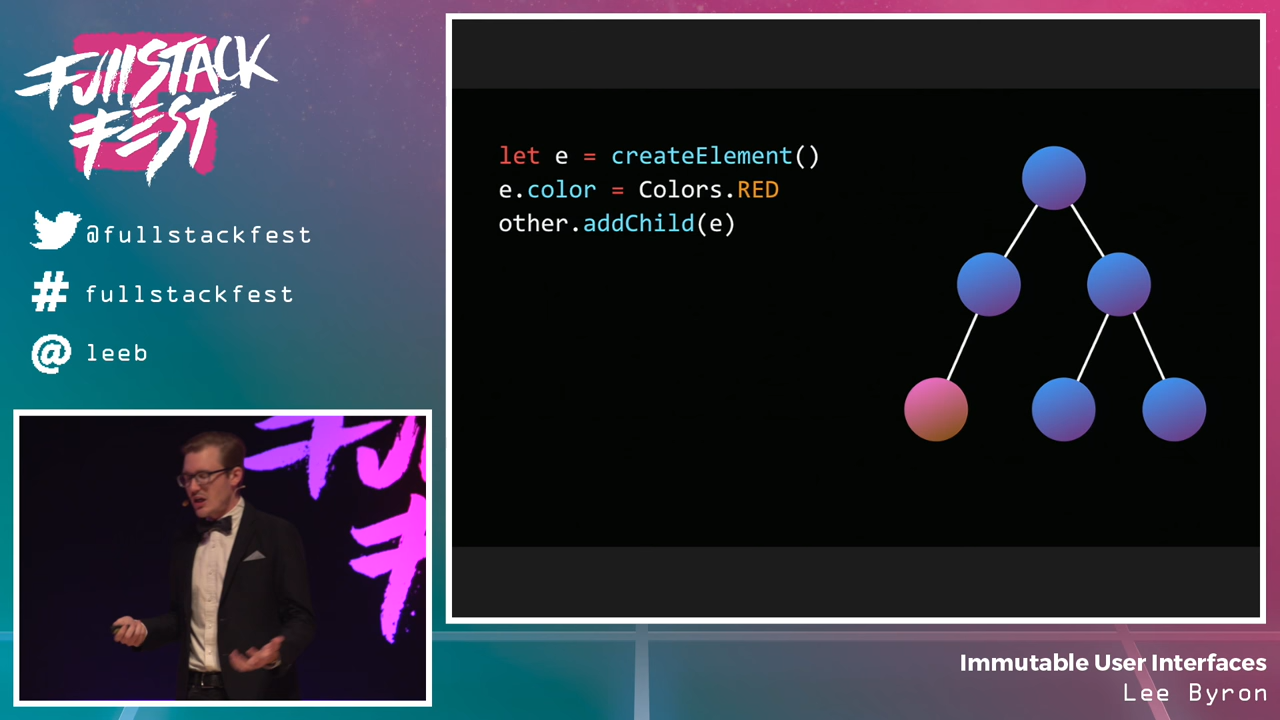 FullSTACK
FEST
@fullstackfest
# fullstackfest
@ leeb
let e = createElement()
e.color = Colors.RED
other.addChild(e)
Immutable User Interfaces
Lee Byron